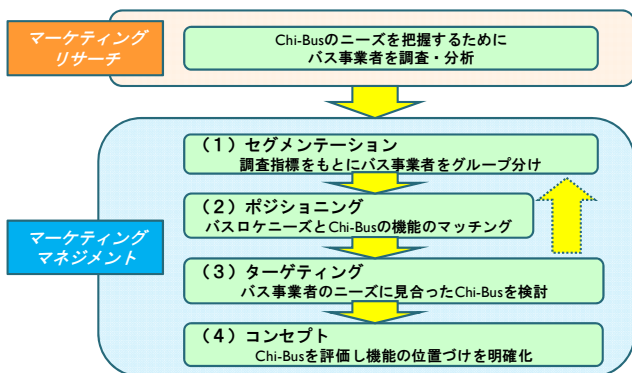 マーケティング
リサーチ
Chi-Busのニーズを把握するために
バス事業者を調査・分析
（１）セグメンテーション
調査指標をもとにバス事業者をグループ分け
（２）ポジショニング
バスロケニーズとChi-Busの機能のマッチング
マーケティング
マネジメント
（３）ターゲティング
バス事業者のニーズに見合ったChi-Busを検討
（４）コンセプト
Chi-Busを評価し機能の位置づけを明確化